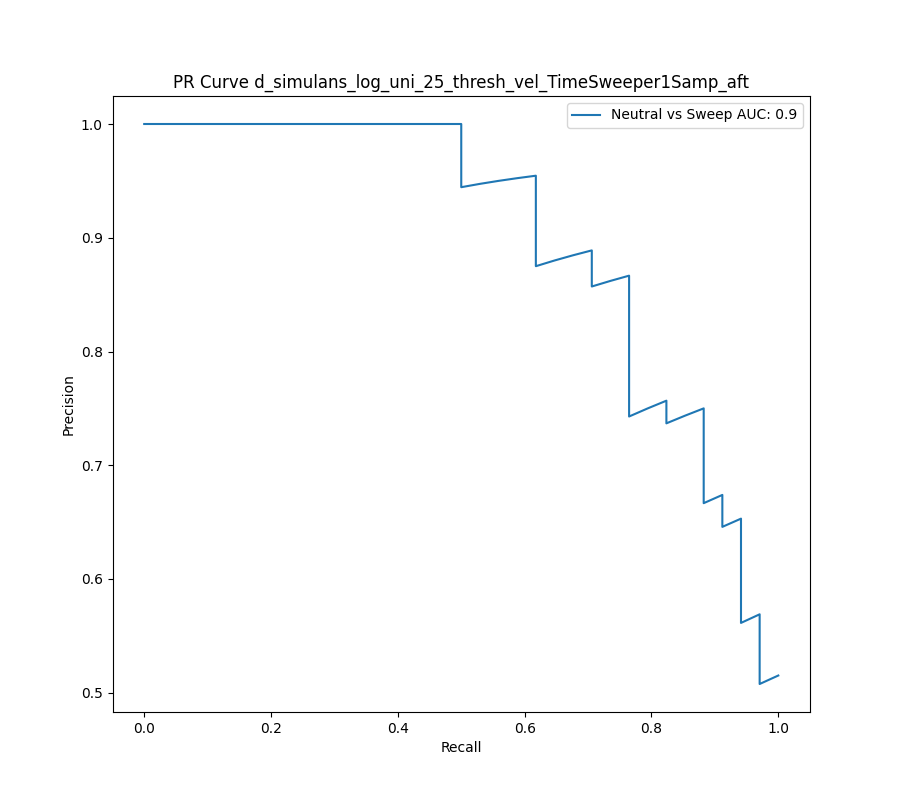 PR Curve d_simulans_log_uni_25_thresh_vel_TimeSweeper1Samp_aft
Neutral vs Sweep AUC: 0.9
1.0
0.9
0.8
0.7
0.6
0.5
Precision
0.0 0.2 0.4 0.6 0.8 1.0
Recall